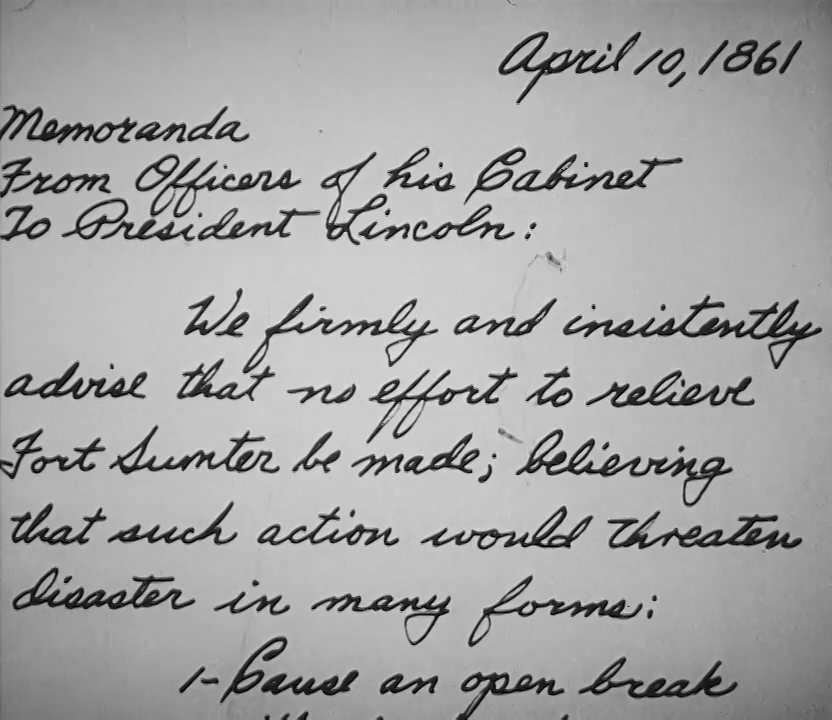 April 10, 1861
Memoranda
From Officers of his Cabinet
To President Lincoln:
We firmly and insistently
advise that no effort to relieve
Fort Sumter be made; believing
that such action would threaten
disaster in many forms:
1- Cause an open break